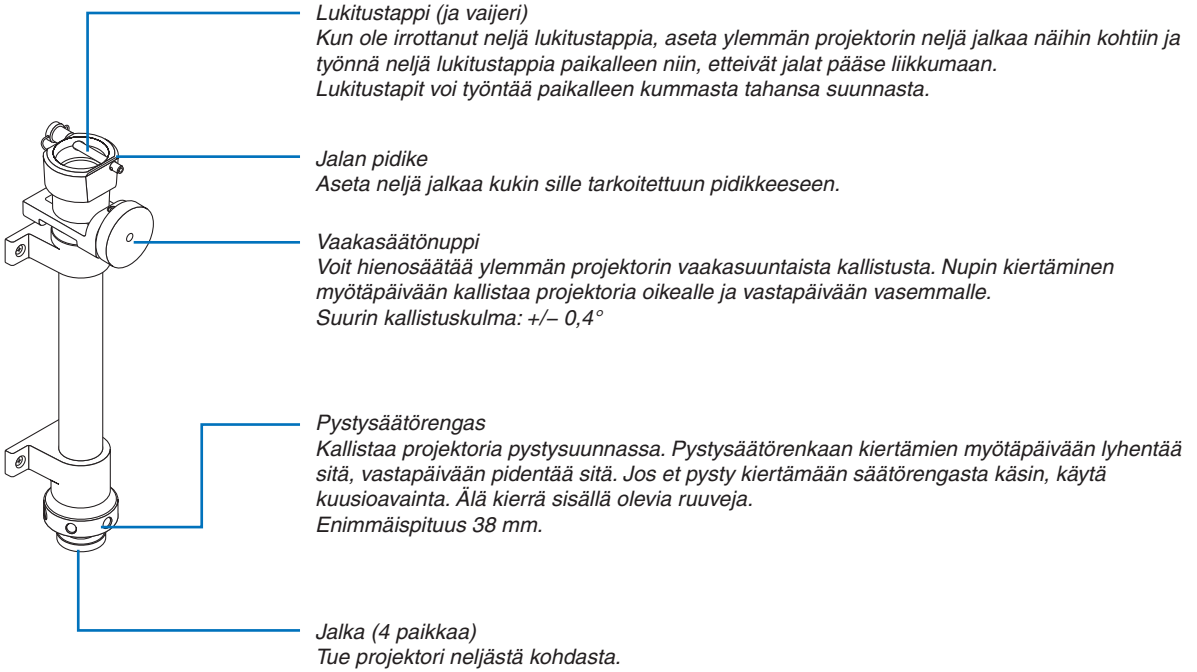 Lukitustappi (ja vaijeri)
Kun ole irrottanut neljä lukitustappia, aseta ylemmän projektorin neljä jalkaa näihin kohtiin ja
työnnä neljä lukitustappia paikalleen niin, etteivät jalat pääse liikkumaan.
Lukitustapit voi työntää paikalleen kummasta tahansa suunnasta.
Jalan pidike
Aseta neljä jalkaa kukin sille tarkoitettuun pidikkeeseen.
Vaakasäätönuppi
Voit hienosäätää ylemmän projektorin vaakasuuntaista kallistusta. Nupin kiertäminen
myötäpäivään kallistaa projektoria oikealle ja vastapäivään vasemmalle.
Suurin kallistuskulma: +/− 0,4°
Pystysäätörengas
Kallistaa projektoria pystysuunnassa. Pystysäätörenkaan kiertämien myötäpäivään lyhentää
sitä, vastapäivään pidentää sitä. Jos et pysty kiertämään säätörengasta käsin, käytä
kuusioavainta. Älä kierrä sisällä olevia ruuveja.
Enimmäispituus 38 mm.
Jalka (4 paikkaa)
Tue projektori neljästä kohdasta.